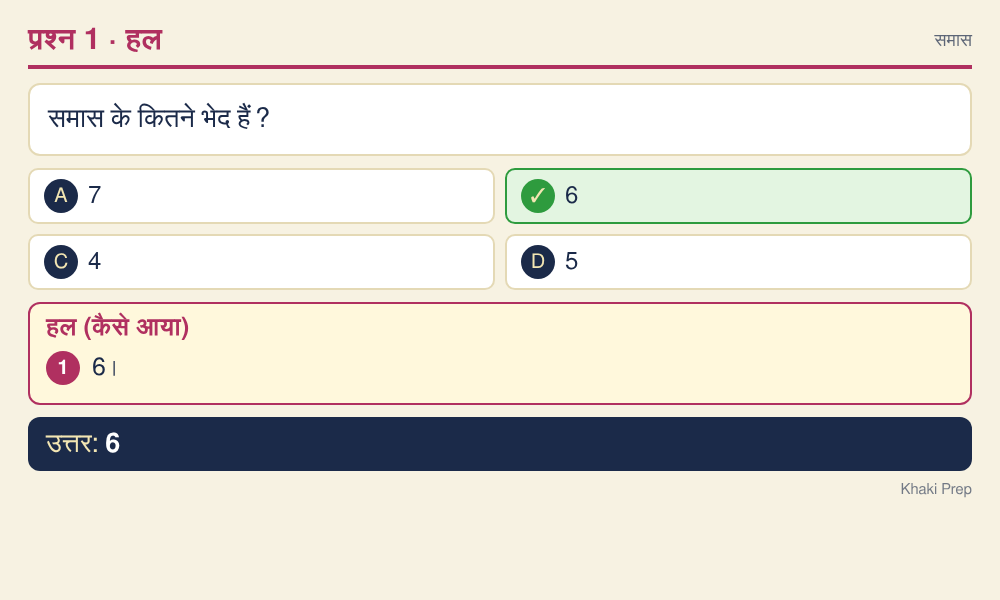 प्रश्न 1 · हल
समास
समास के कितने भेद हैं ?
A 7
✓ 6
C 4
D 5
हल (कैसे आया)
1 6 ।
उत्तर: 6
Khaki Prep